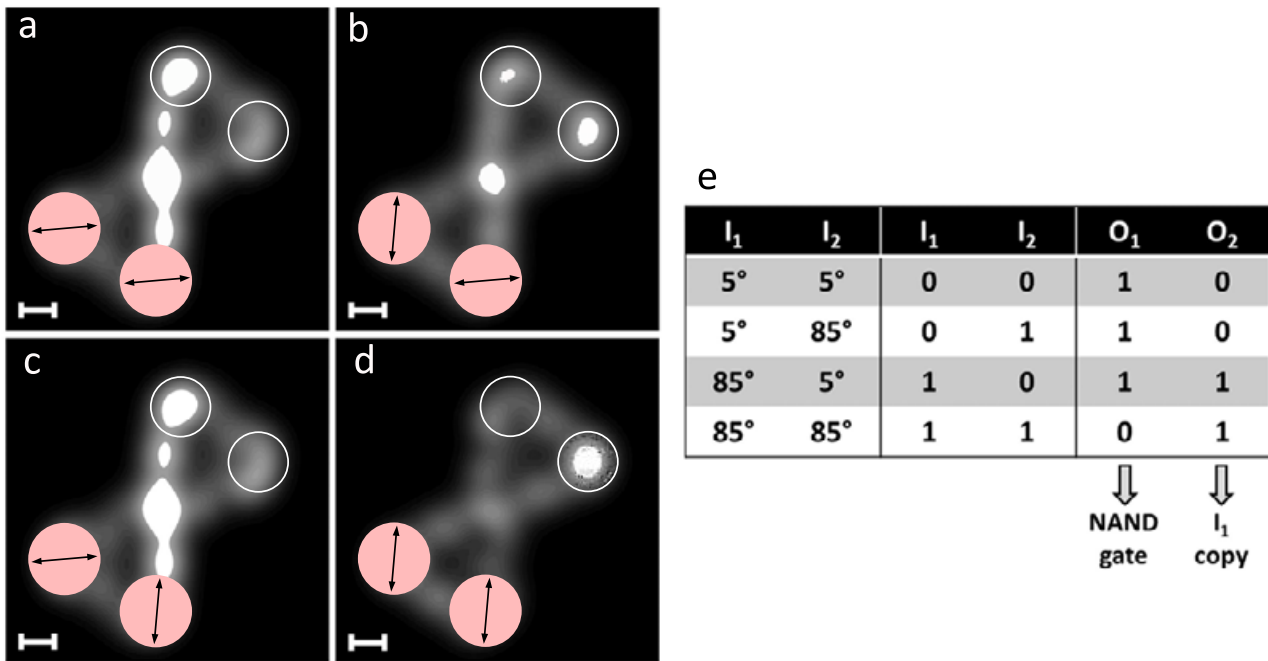 a
b
c
d
e
I₁ I₂ I₁ I₂ O₁ O₂
5° 5° 0 0 1 0
5° 85° 0 1 1 0
85° 5° 1 0 1 1
85° 85° 1 1 0 1
NAND I₁
gate copy